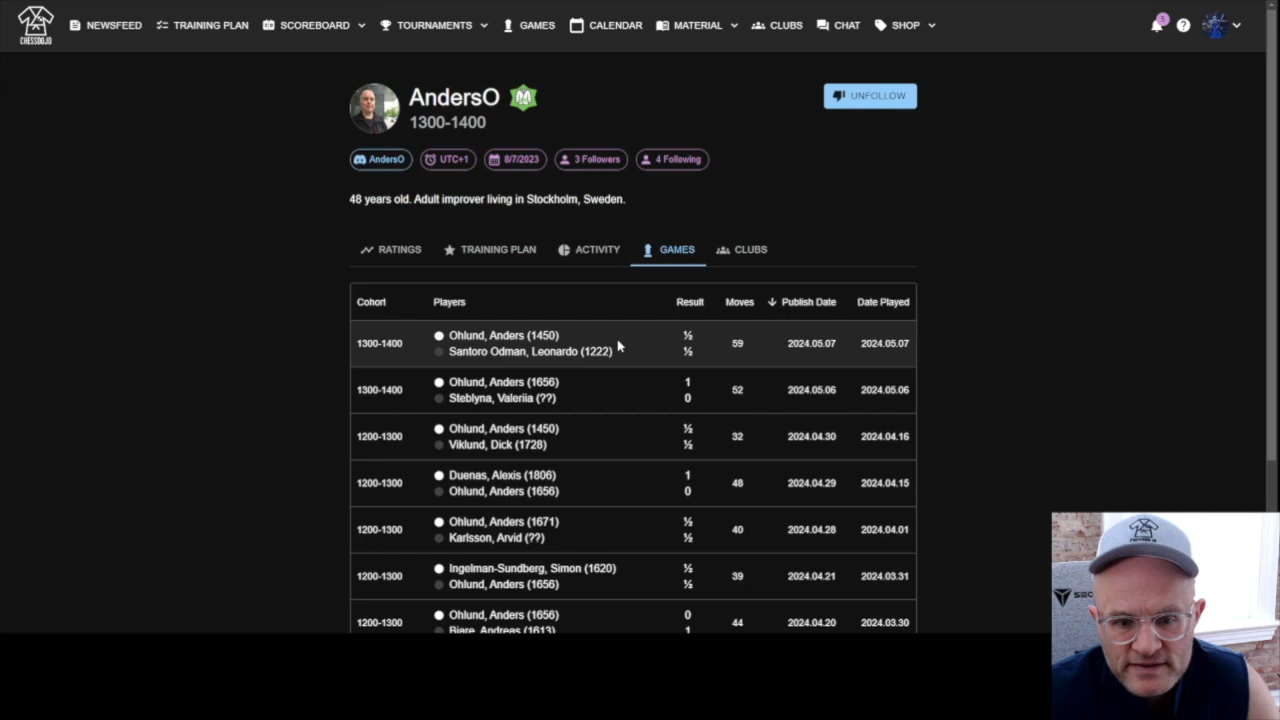 CHESSDOJO
NEWSFEED TRAINING PLAN SCOREBOARD TOURNAMENTS GAMES CALENDAR MATERIAL CLUBS CHAT SHOP 5
AndersO
1300-1400
UNFOLLOW
AndersO UTC+1 8/7/2023 3 Followers 4 Following
48 years old. Adult improver living in Stockholm, Sweden.
RATINGS TRAINING PLAN ACTIVITY GAMES CLUBS
Cohort Players Result Moves Publish Date Date Played
1300-1400 Ohlund, Anders (1450) ½ 59 2024.05.07 2024.05.07
Santoro Odman, Leonardo (1222) ½
1300-1400 Ohlund, Anders (1656) 1 52 2024.05.06 2024.05.06
Steblyna, Valeriia (??) 0
1200-1300 Ohlund, Anders (1450) ½ 32 2024.04.30 2024.04.16
Viklund, Dick (1728) ½
1200-1300 Duenas, Alexis (1806) 1 48 2024.04.29 2024.04.15
Ohlund, Anders (1656) 0
1200-1300 Ohlund, Anders (1671) ½ 40 2024.04.28 2024.04.01
Karlsson, Arvid (??) ½
1200-1300 Ingelman-Sundberg, Simon (1620) ½ 39 2024.04.21 2024.03.31
Ohlund, Anders (1656) ½
1200-1300 Ohlund, Anders (1656) 0 44 2024.04.20 2024.03.30
Bjare, Andreas (1613) 1
SEC